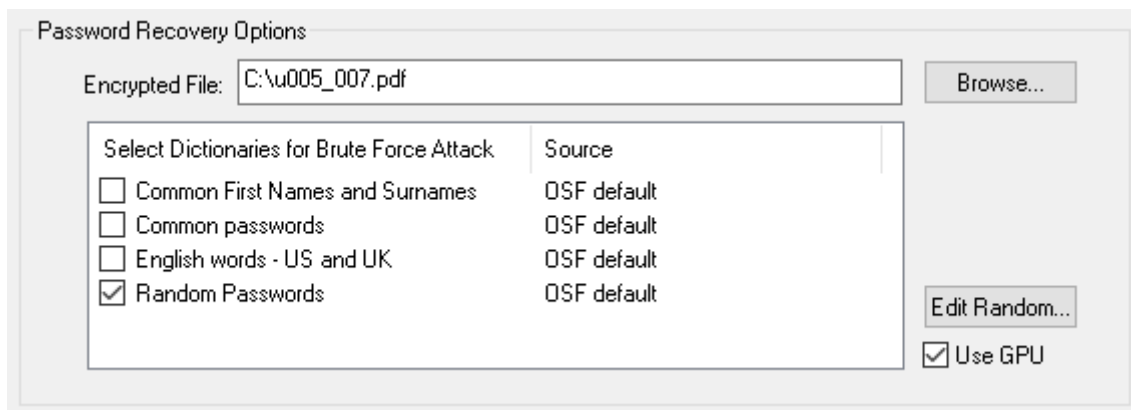 Password Recovery Options
Encrypted File: C:\u005_007.pdf Browse...
Select Dictionaries for Brute Force Attack Source
Common First Names and Surnames OSF default
Common passwords OSF default
English words - US and UK OSF default
Random Passwords OSF default
Edit Random...
Use GPU